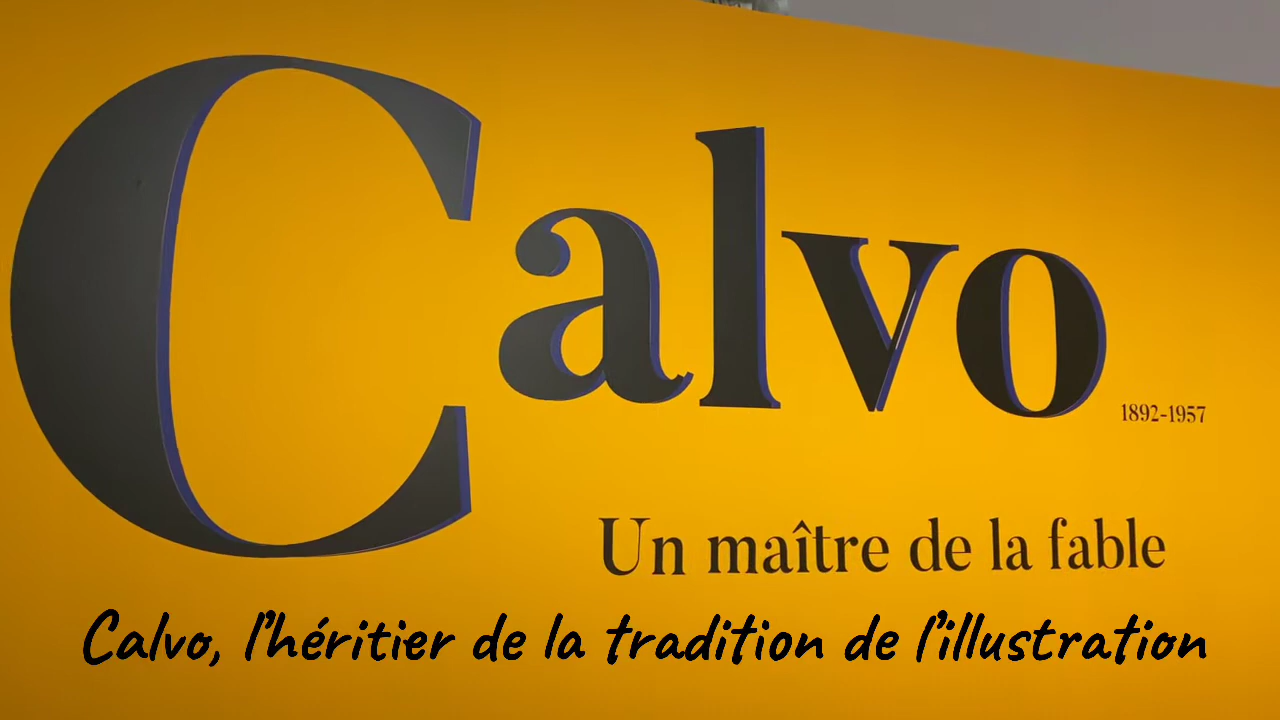 Calvo
1892-1957
Un maître de la fable
Calvo, l'héritier de la tradition de l'illustration